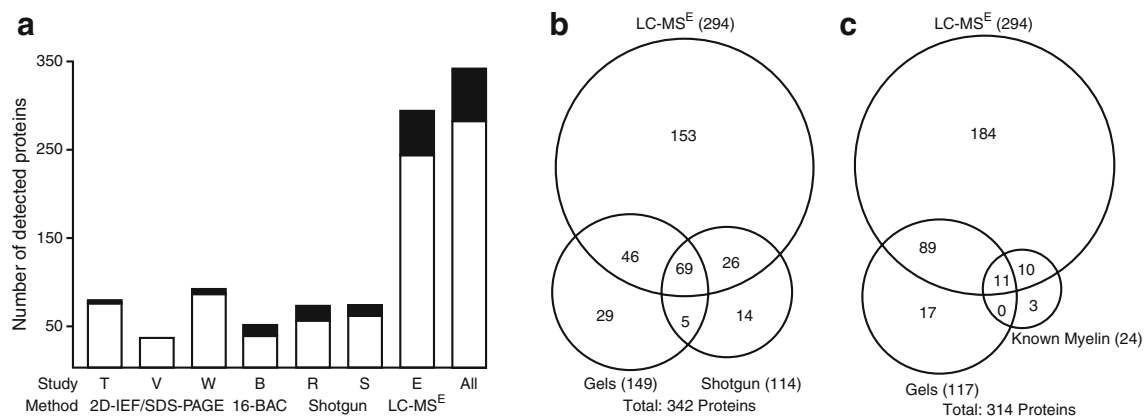 a
Number of detected proteins
350
250
150
50
Study T V W B R S E All
Method 2D-IEF/SDS-PAGE 16-BAC Shotgun LC-MS^E
b
LC-MS^E (294)
153
46
69
26
29
5
14
Gels (149)
Shotgun (114)
Total: 342 Proteins
c
LC-MS^E (294)
184
89
11
10
17
0
3
Known Myelin (24)
Gels (117)
Total: 314 Proteins